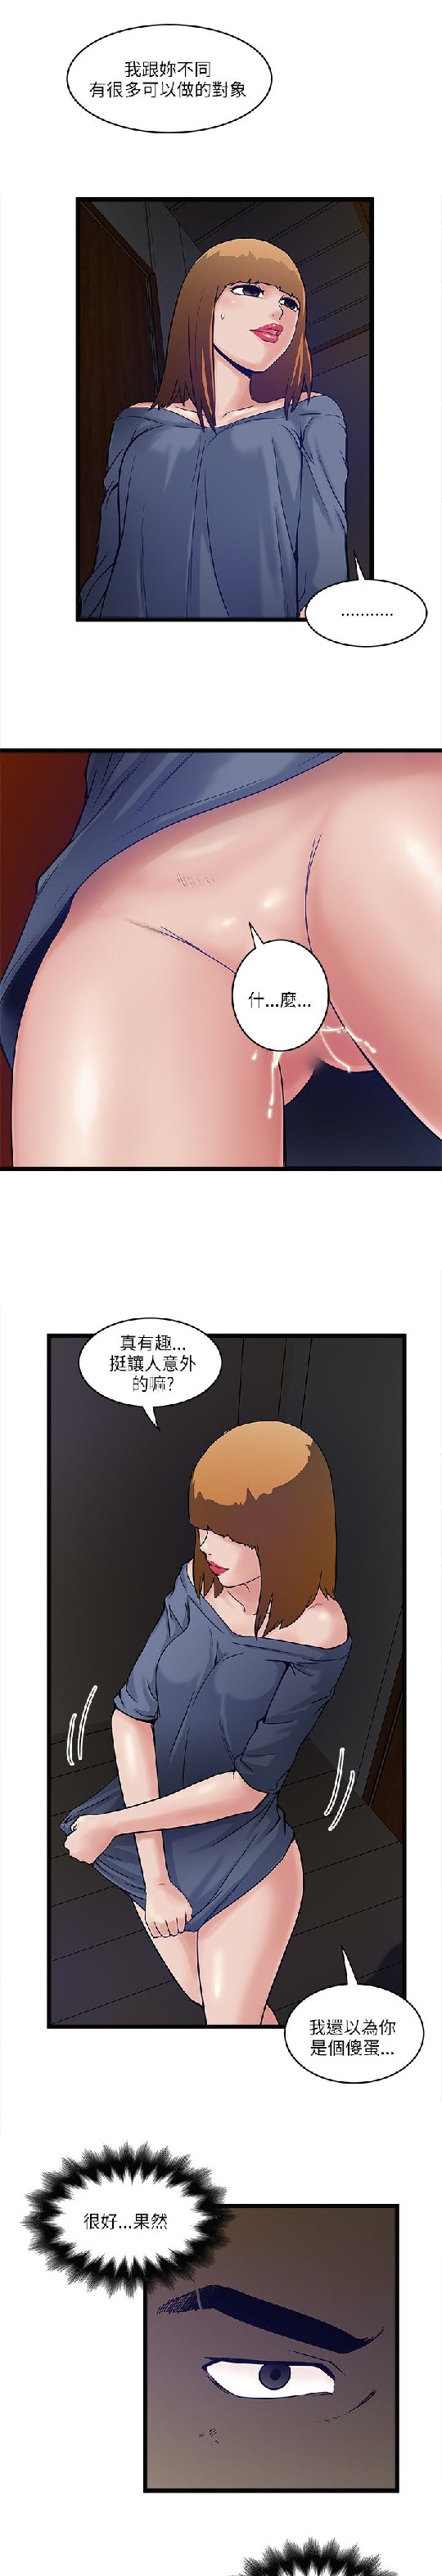 我跟妳不同
有很多可以做的對象
...........
什...麼...
真有趣...
挺讓人意外
的嘛?
我還以為你
是個傻蛋...
很好...果然